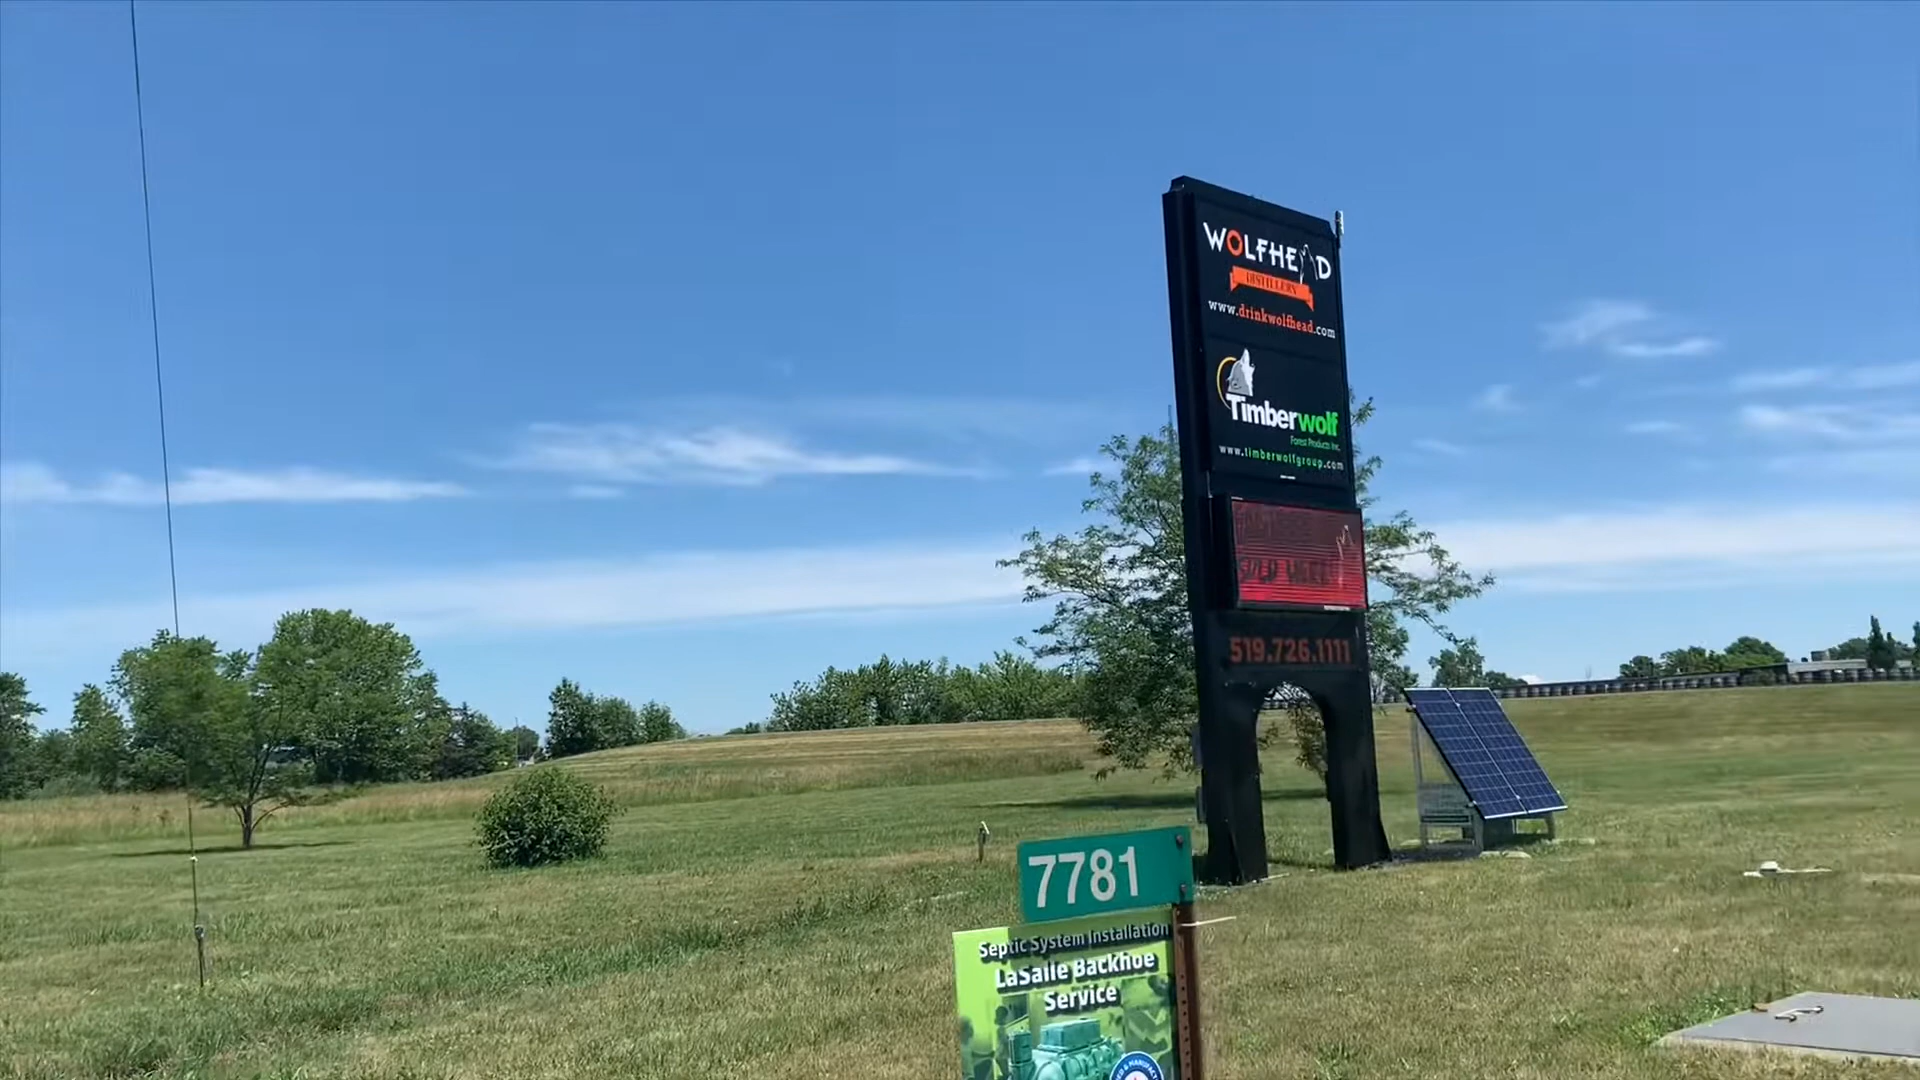 WOLFHEAD
DISTILLERY
www.drinkwolfhead.com
Timberwolf
Forest Products Inc.
www.timberwolfgroup.com
519.726.1111
7781
Septic System Installation
LaSalle Backhoe
Service